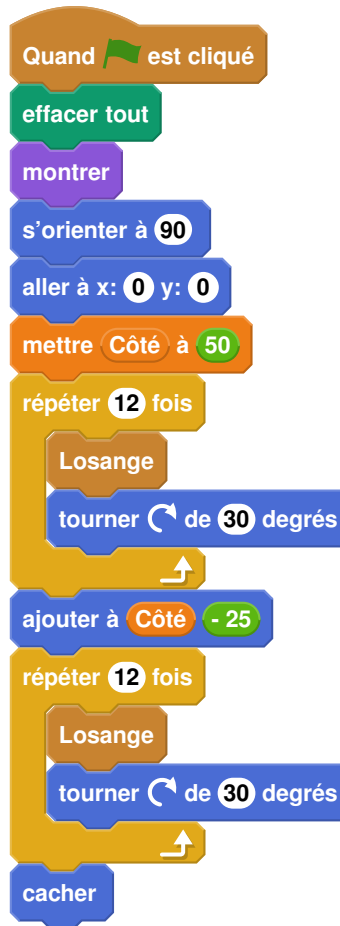 Quand est cliqué
effacer tout
montrer
s’orienter à 90
aller à x: 0 y: 0
mettre Côté à 50
répéter 12 fois
Losange
tourner de 30 degrés
ajouter à Côté - 25
répéter 12 fois
Losange
tourner de 30 degrés
cacher